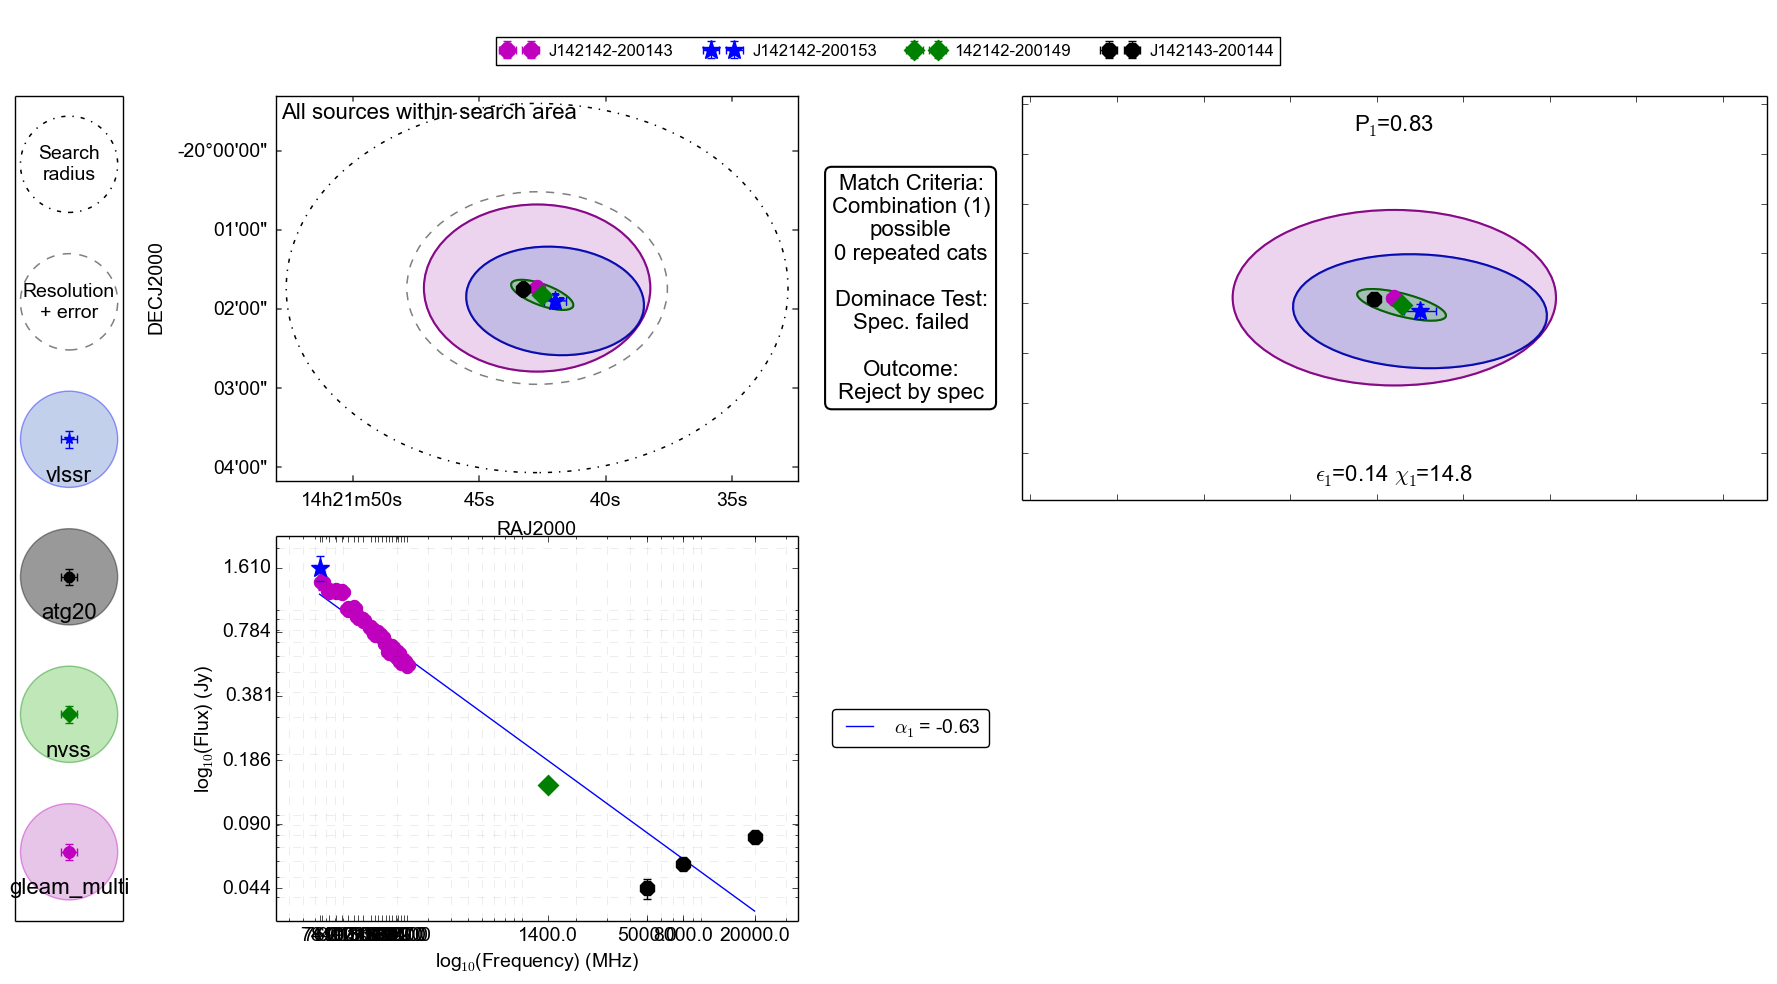 J142142-200143
J142142-200153
142142-200149
J142143-200144
Search
radius
Resolution
+ error
vlssr
atg20
nvss
gleam_multi
All sources within search area
DECJ2000
-20°00'00"
01'00"
02'00"
03'00"
04'00"
14h21m50s
45s
40s
35s
RAJ2000
Match Criteria:
Combination (1)
possible
0 repeated cats
Dominace Test:
Spec. failed
Outcome:
Reject by spec
P₁=0.83
ϵ₁=0.14 χ₁=14.8
log₁₀(Flux) (Jy)
1.610
0.784
0.381
0.186
0.090
0.044
1400.0
5000.0
8000.0
20000.0
log₁₀(Frequency) (MHz)
α₁ = -0.63